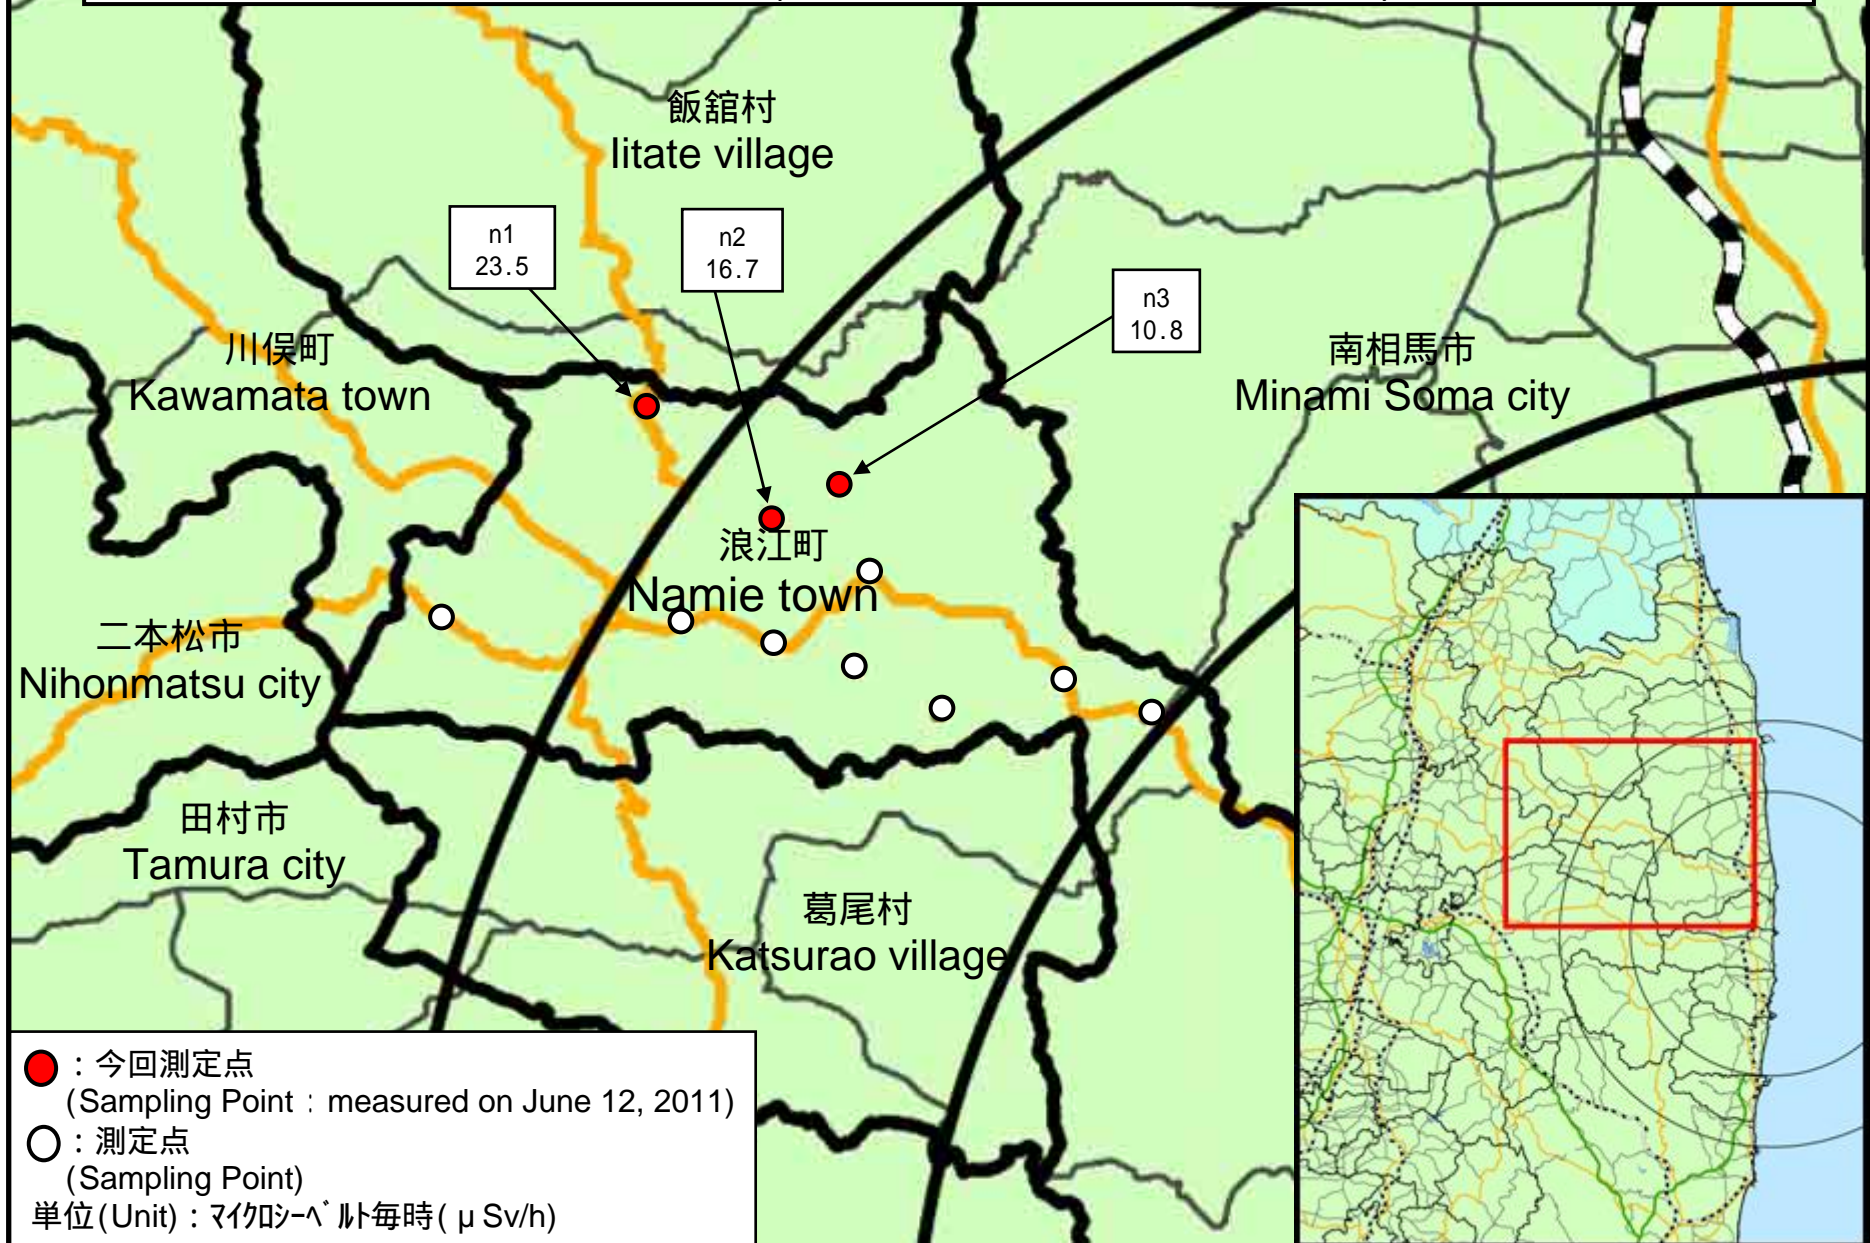 飯舘村
Iitate village
n1
23.5
n2
16.7
n3
10.8
川俣町
Kawamata town
南相馬市
Minami Soma city
浪江町
Namie town
二本松市
Nihonmatsu city
田村市
Tamura city
葛尾村
Katsurao village
：今回測定点
(Sampling Point：measured on June 12, 2011)
：測定点
(Sampling Point)
単位(Unit)：ﾏｲｸﾛｼｰﾍﾞﾙﾄ毎時( μ Sv/h)